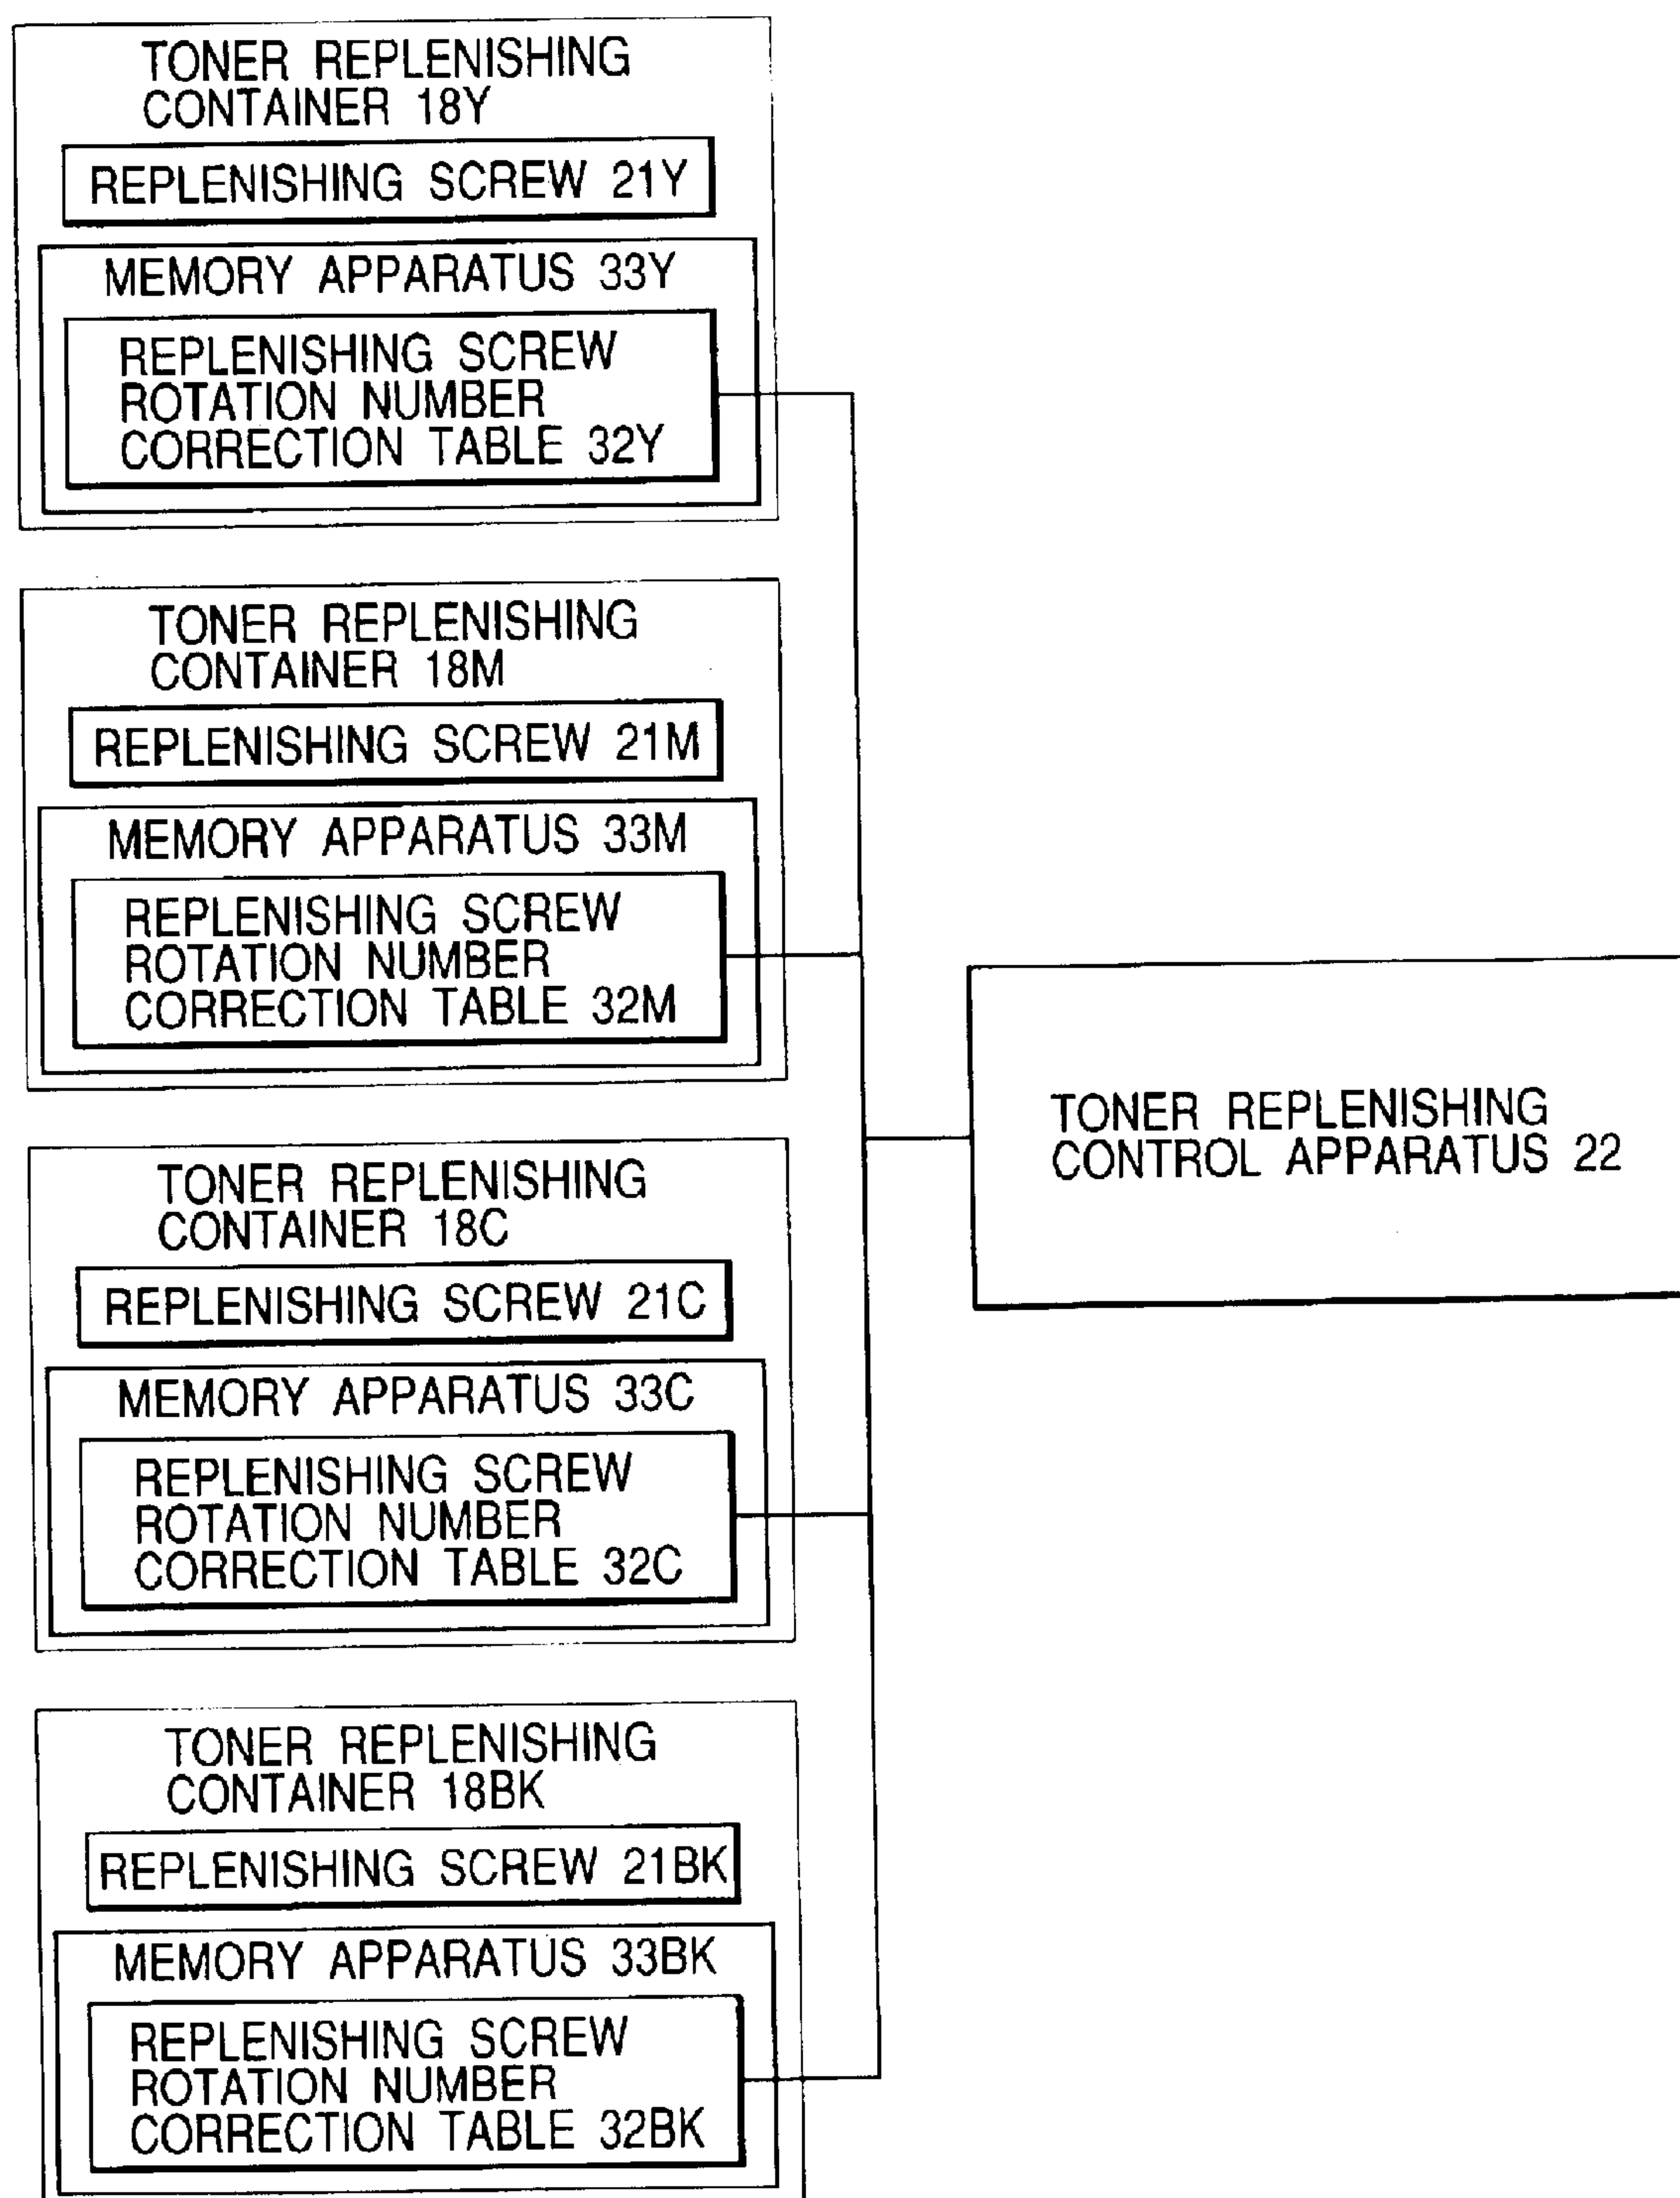 TONER REPLENISHING
CONTAINER 18Y
REPLENISHING SCREW 21Y
MEMORY APPARATUS 33Y
REPLENISHING SCREW
ROTATION NUMBER
CORRECTION TABLE 32Y
TONER REPLENISHING
CONTAINER 18M
REPLENISHING SCREW 21M
MEMORY APPARATUS 33M
REPLENISHING SCREW
ROTATION NUMBER
CORRECTION TABLE 32M
TONER REPLENISHING
CONTAINER 18C
REPLENISHING SCREW 21C
MEMORY APPARATUS 33C
REPLENISHING SCREW
ROTATION NUMBER
CORRECTION TABLE 32C
TONER REPLENISHING
CONTAINER 18BK
REPLENISHING SCREW 21BK
MEMORY APPARATUS 33BK
REPLENISHING SCREW
ROTATION NUMBER
CORRECTION TABLE 32BK
TONER REPLENISHING
CONTROL APPARATUS 22